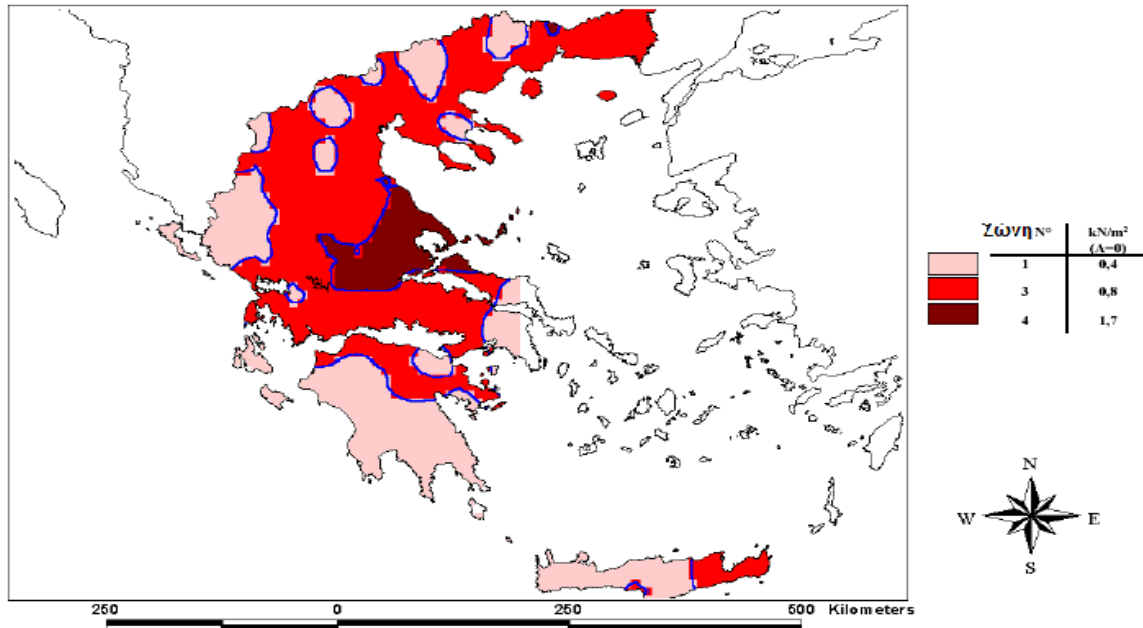 Ζώνη N° kN/m²
(A=0)
1 0,4
3 0,8
4 1,7
N
W E
S
250 0 250 500 Kilometers